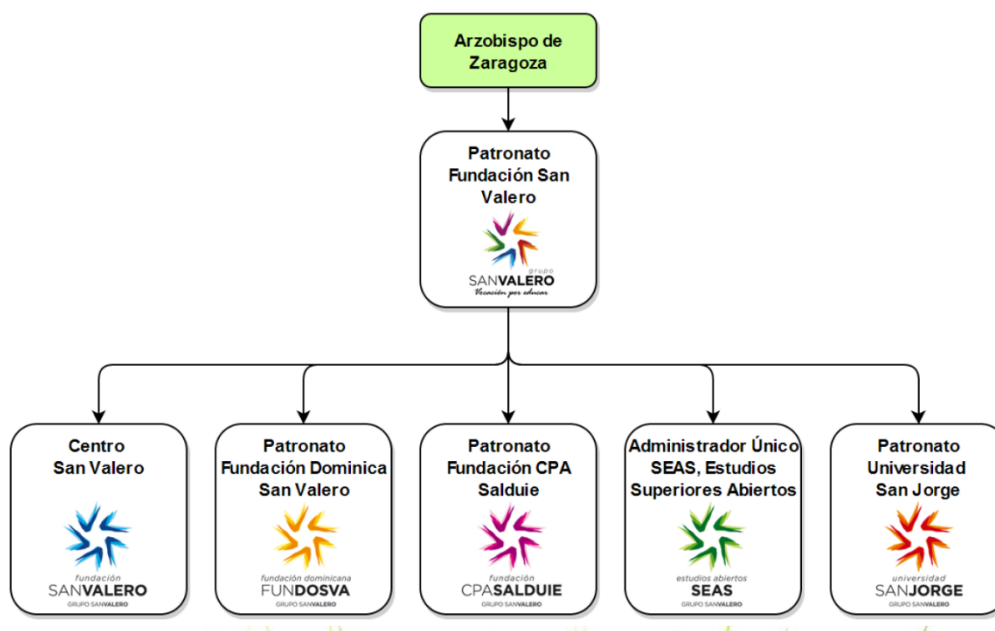 Arzobispo de
Zaragoza
Patronato
Fundación San
Valero
grupo
SANVALERO
Vocación por educar
Centro
San Valero
fundación
SANVALERO
GRUPO SANVALERO
Patronato
Fundación Dominica
San Valero
fundación dominicana
FUNDOSVA
GRUPO SANVALERO
Patronato
Fundación CPA
Salduie
fundación
CPASALDUIE
GRUPO SANVALERO
Administrador Único
SEAS, Estudios
Superiores Abiertos
estudios abiertos
SEAS
GRUPO SANVALERO
Patronato
Universidad
San Jorge
universidad
SANJORGE
GRUPO SANVALERO